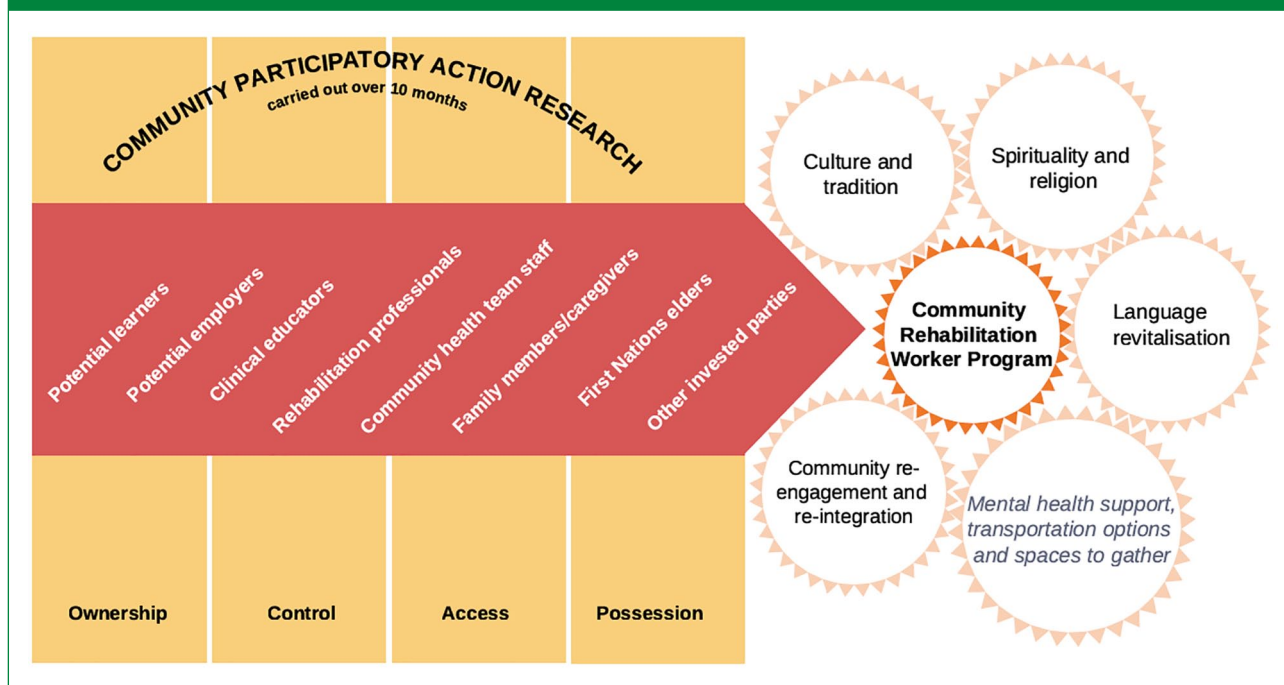 COMMUNITY PARTICIPATORY ACTION RESEARCH
carried out over 10 months
Potential learners
Potential employers
Clinical educators
Rehabilitation professionals
Community health team staff
Family members/caregivers
First Nations elders
Other invested parties
Ownership
Control
Access
Possession
Culture and
tradition
Spirituality and
religion
Community
Rehabilitation
Worker Program
Language
revitalisation
Community re-
engagement and
re-integration
Mental health support,
transportation options
and spaces to gather